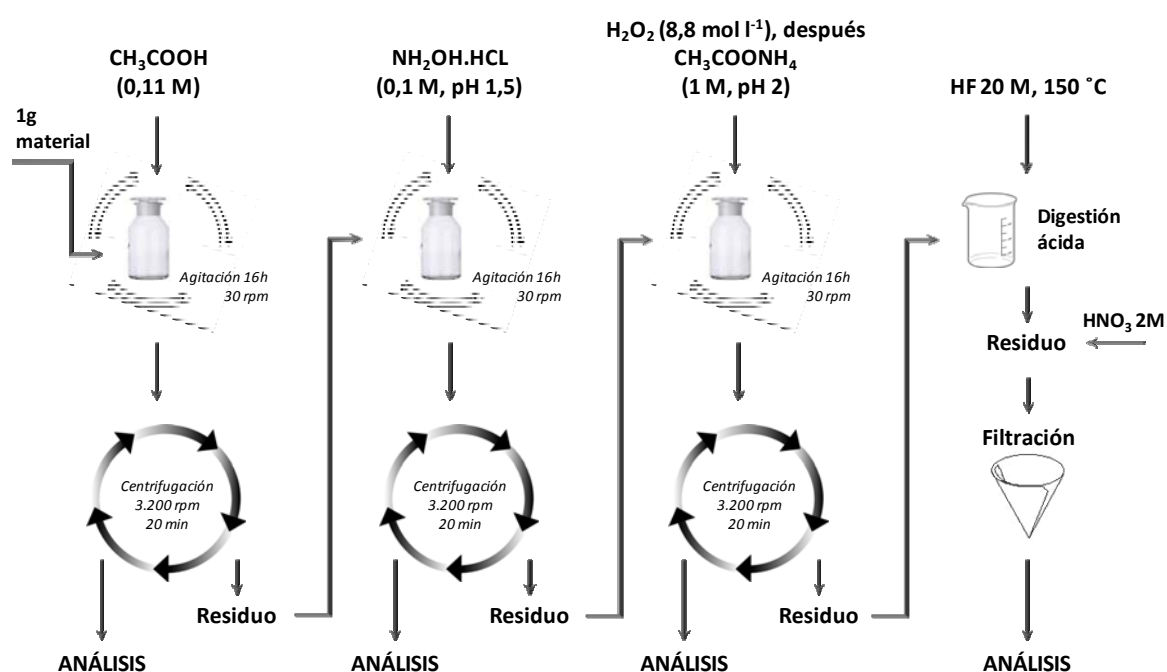 CH₃COOH
(0,11 M)
NH₂OH.HCL
(0,1 M, pH 1,5)
H₂O₂ (8,8 mol l⁻¹), después
CH₃COONH₄
(1 M, pH 2)
HF 20 M, 150 ˚C
1g
material
Agitación 16h
30 rpm
Agitación 16h
30 rpm
Agitación 16h
30 rpm
Digestión
ácida
Residuo
HNO₃ 2M
Filtración
Centrifugación
3.200 rpm
20 min
Centrifugación
3.200 rpm
20 min
Centrifugación
3.200 rpm
20 min
Residuo
Residuo
Residuo
ANÁLISIS
ANÁLISIS
ANÁLISIS
ANÁLISIS